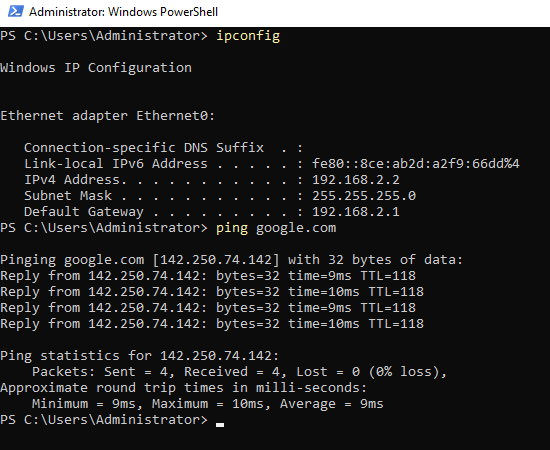 Administrator: Windows PowerShell
PS C:\Users\Administrator> ipconfig
Windows IP Configuration
Ethernet adapter Ethernet0:
   Connection-specific DNS Suffix  . :
   Link-local IPv6 Address . . . . . : fe80::8ce:ab2d:a2f9:66dd%4
   IPv4 Address. . . . . . . . . . . : 192.168.2.2
   Subnet Mask . . . . . . . . . . . : 255.255.255.0
   Default Gateway . . . . . . . . . : 192.168.2.1
PS C:\Users\Administrator> ping google.com
Pinging google.com [142.250.74.142] with 32 bytes of data:
Reply from 142.250.74.142: bytes=32 time=9ms TTL=118
Reply from 142.250.74.142: bytes=32 time=10ms TTL=118
Reply from 142.250.74.142: bytes=32 time=9ms TTL=118
Reply from 142.250.74.142: bytes=32 time=10ms TTL=118
Ping statistics for 142.250.74.142:
    Packets: Sent = 4, Received = 4, Lost = 0 (0% loss),
Approximate round trip times in milli-seconds:
    Minimum = 9ms, Maximum = 10ms, Average = 9ms
PS C:\Users\Administrator>